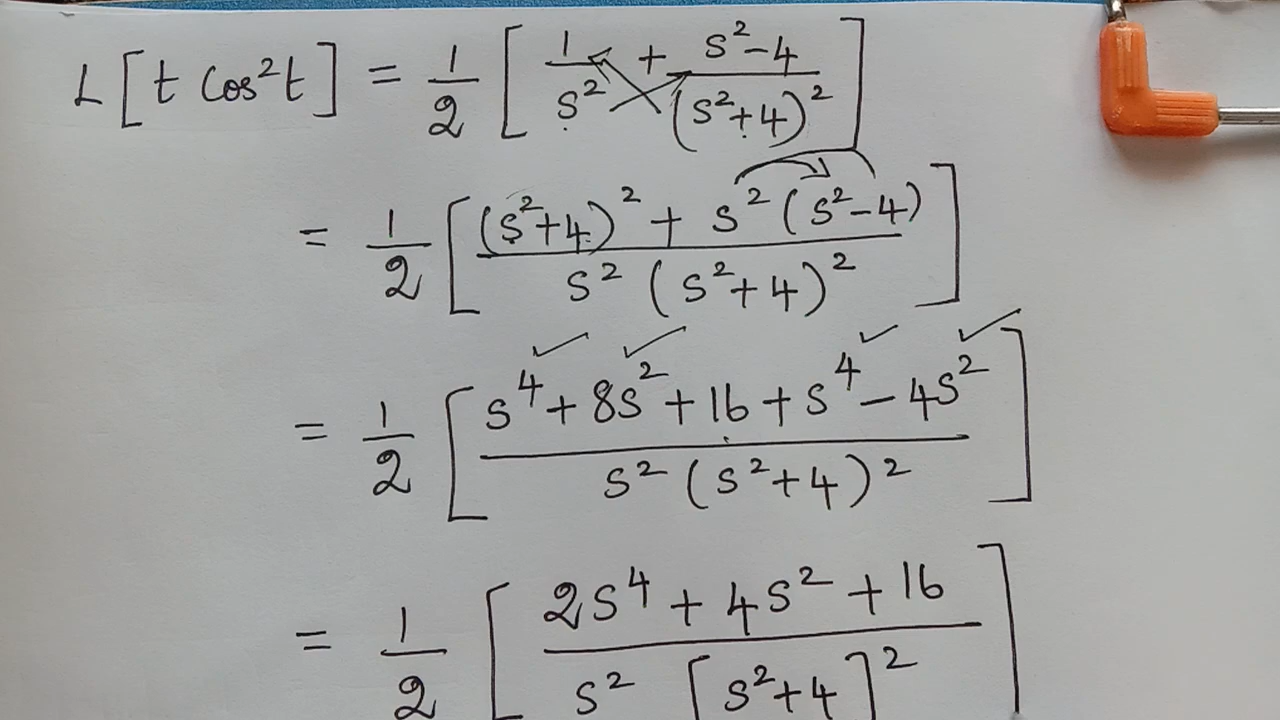 L[t Cos²t] = 1/2 [1/s² + (s²-4)/(s²+4)²]
= 1/2 [((s²+4)² + s²(s²-4))/(s²(s²+4)²)]
= 1/2 [(s⁴+8s²+16+s⁴-4s²)/(s²(s²+4)²)]
= 1/2 [(2s⁴+4s²+16)/(s²[s²+4]²)]